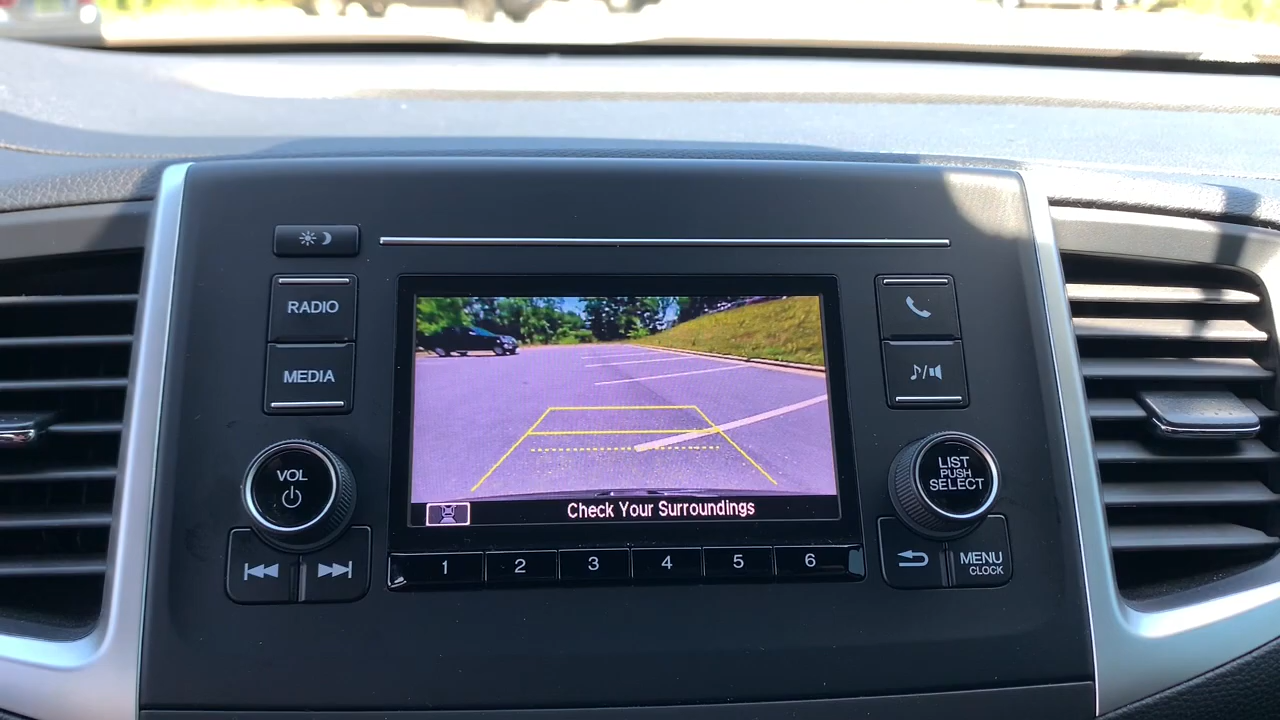 RADIO
MEDIA
VOL
Check Your Surroundings
1 2 3 4 5 6
♪/
LIST
PUSH
SELECT
MENU
CLOCK